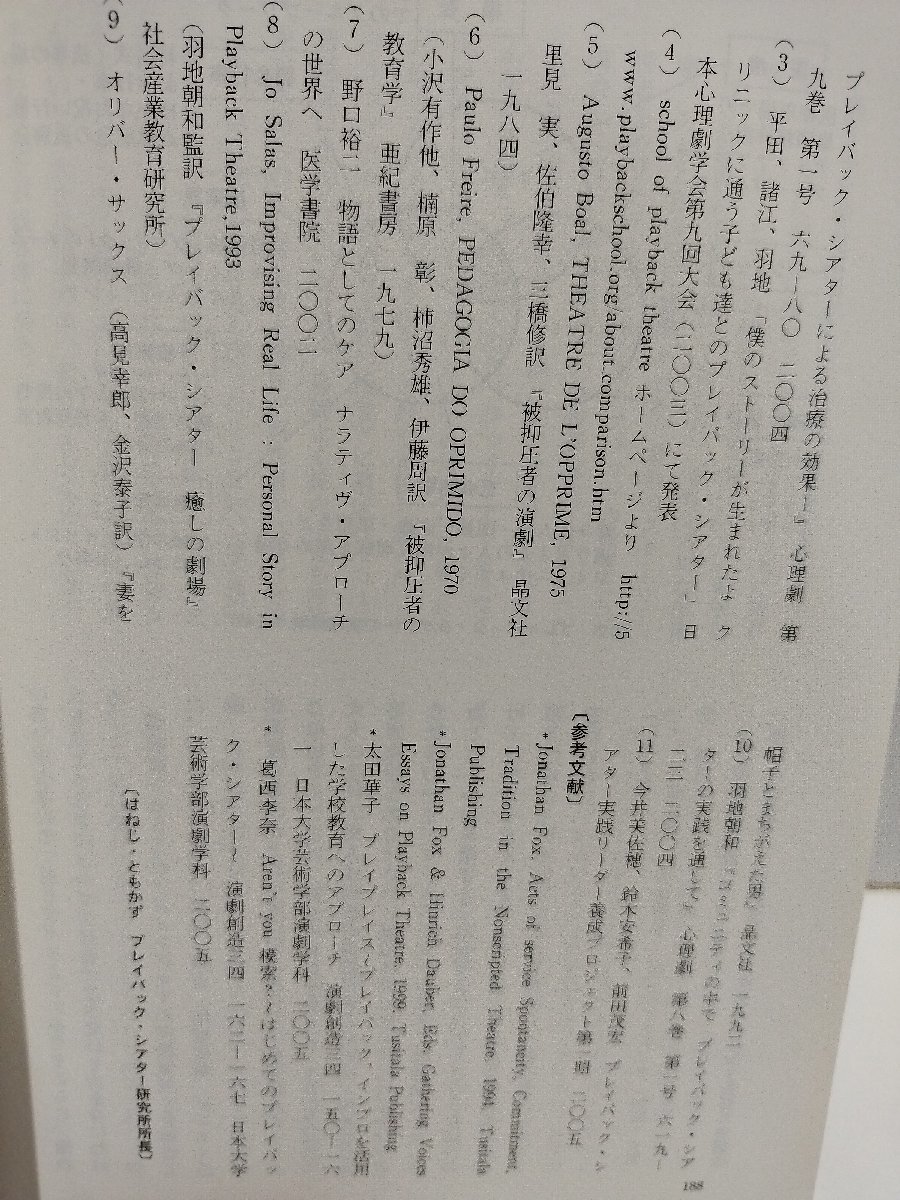 プレイバック・シアターによる治療の効果―』 心理劇 第
九巻 第一号 六九―八〇 二〇〇四
(3) 平田、諸江、羽地 「僕のストーリーが生まれたよ ク
リニックに通う子ども達とのプレイバック・シアター」 日
本心理劇学会第九回大会(二〇〇三)にて発表
(4) school of playback theatre ホームページより http://5
www.playbackschool.org/about.comparison.htm
(5) Augusto Boal, THEATRE DE L'OPPRIME, 1975
里見 実、佐伯隆幸、三橋修訳 『被抑圧者の演劇』 晶文社
一九八四)
(6) Paulo Freire, PEDAGOGIA DO OPRIMIDO, 1970
(小沢有作他、楠原 彰、柿沼秀雄、伊藤周訳 『被抑圧者の
教育学』 亜紀書房 一九七九)
(7) 野口裕二 物語としてのケア ナラティヴ・アプローチ
の世界へ 医学書院 二〇〇二
(8) Jo Salas, Improvising Real Life : Personal Story in
Playback Theatre,1993
(羽地朝和監訳 『プレイバック・シアター 癒しの劇場』
社会産業教育研究所)
(9) オリバー・サックス (高見幸郎、金沢泰子訳) 『妻を
帽子とまちがえた男』 晶文社 一九九二
(10) 羽地朝和 『コミュニティの中で プレイバック・シア
ターの実践を通して』 心理劇 第八巻 第一号 六―九―
二〇〇四
(11) 今井美佐穂、鈴木安希子、前田茂宏 プレイバック・シ
アター実践リーダー養成プロジェクト第一期 二〇〇五
〔参考文献〕
*Jonathan Fox, Acts of service Spontaneity, Commitment,
Tradition in the Nonscripted Theatre, 1994, Tusitala
Publishing
*Jonathan Fox & Hinrich Dauber, Eds, Gathering Voices
Essays on Playback Theatre, 1999, Tusitala Publishing
*太田華子 プレイプレイス～プレイバック、インプロを活用
した学校教育へのアプローチ 演劇創造三四 一五〇―一六
一 日本大学芸術学部演劇学科 二〇〇五
* 葛西李奈 Aren't you 模索?～はじめてのプレイバッ
ク・シアター～ 演劇創造三四 一六二―一六七 日本大学
芸術学部演劇学科 二〇〇五
〔はねじ・ともかず プレイバック・シアター研究所所長〕
188